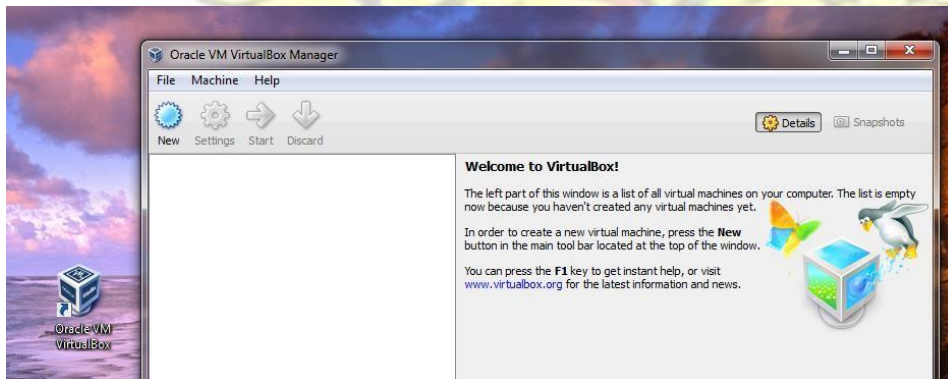 Oracle VM VirtualBox Manager
File Machine Help
New Settings Start Discard
Details Snapshots
Welcome to VirtualBox!
The left part of this window is a list of all virtual machines on your computer. The list is empty
now because you haven't created any virtual machines yet.
In order to create a new virtual machine, press the New
button in the main tool bar located at the top of the window.
You can press the F1 key to get instant help, or visit
www.virtualbox.org for the latest information and news.
Oracle VM
VirtualBox